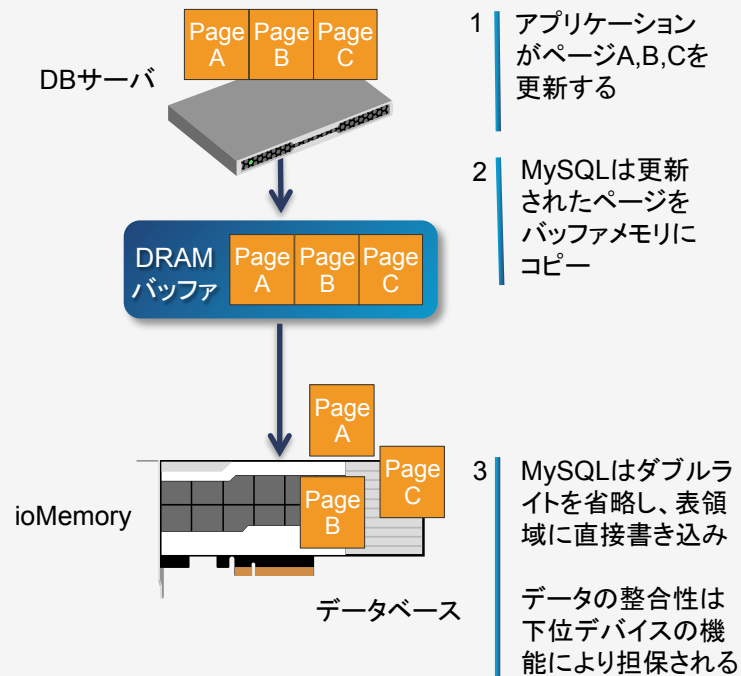 Page A
Page B
Page C
DBサーバ
1
アプリケーション
がページA,B,Cを
更新する
2
MySQLは更新
されたページを
バッファメモリに
コピー
DRAM
バッファ
Page A
Page B
Page C
Page A
Page B
Page C
ioMemory
データベース
3
MySQLはダブルラ
イトを省略し、表領
域に直接書き込み
データの整合性は
下位デバイスの機
能により担保される